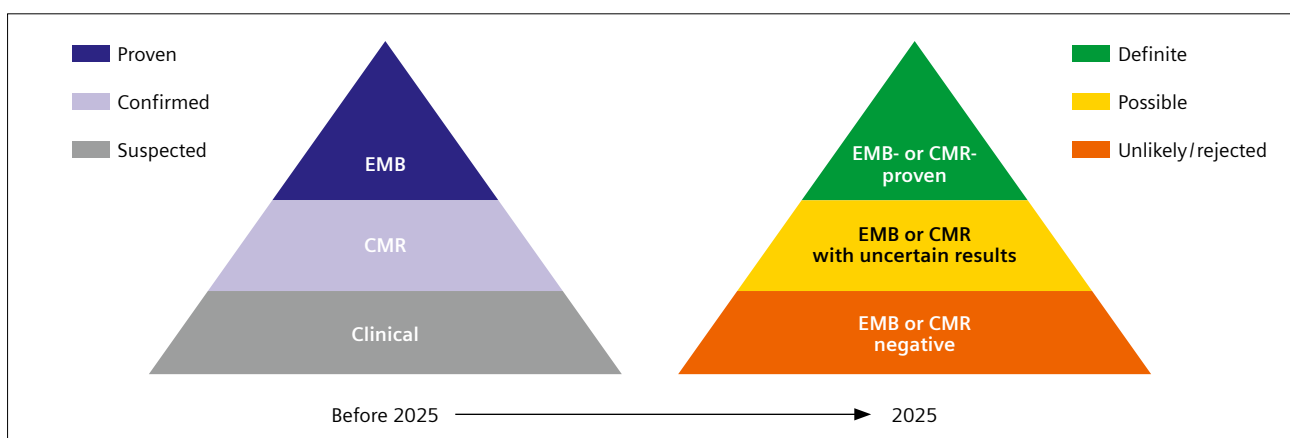 Proven
Confirmed
Suspected
EMB
CMR
Clinical
Definite
Possible
Unlikely/rejected
EMB- or CMR-
proven
EMB or CMR
with uncertain results
EMB or CMR
negative
Before 2025
2025